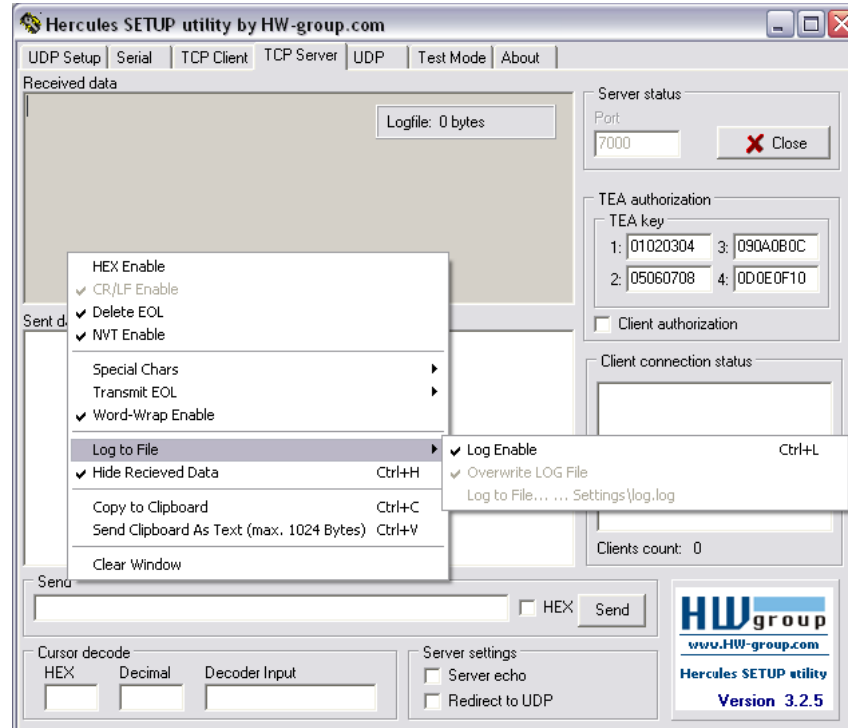 Hercules SETUP utility by HW-group.com
UDP Setup Serial TCP Client TCP Server UDP Test Mode About
Received data
Logfile: 0 bytes
Server status
Port
7000
Close
TEA authorization
TEA key
1: 01020304 3: 090A0B0C
2: 05060708 4: 0D0E0F10
Client authorization
HEX Enable
CR/LF Enable
Delete EOL
NVT Enable
Special Chars
Transmit EOL
Word-Wrap Enable
Log to File
Hide Recieved Data Ctrl+H
Copy to Clipboard Ctrl+C
Send Clipboard As Text (max. 1024 Bytes) Ctrl+V
Clear Window
Log Enable Ctrl+L
Overwrite LOG File
Log to File... ... Settings\log.log
Sent d
Client connection status
Clients count: 0
Send
HEX Send
Cursor decode
HEX Decimal Decoder Input
Server settings
Server echo
Redirect to UDP
HW group
www.HW-group.com
Hercules SETUP utility
Version 3.2.5